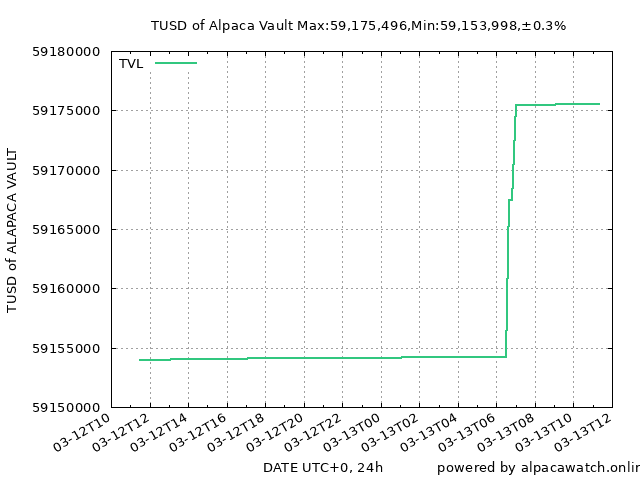 TUSD of Alpaca Vault Max:59,175,496,Min:59,153,998,±0.3%
TVL
59180000
59175000
59170000
59165000
59160000
59155000
59150000
TUSD of ALAPACA VAULT
03-12T10
03-12T12
03-12T14
03-12T16
03-12T18
03-12T20
03-12T22
03-13T00
03-13T02
03-13T04
03-13T06
03-13T08
03-13T10
03-13T12
DATE UTC+0, 24h
powered by alpacawatch.onlin